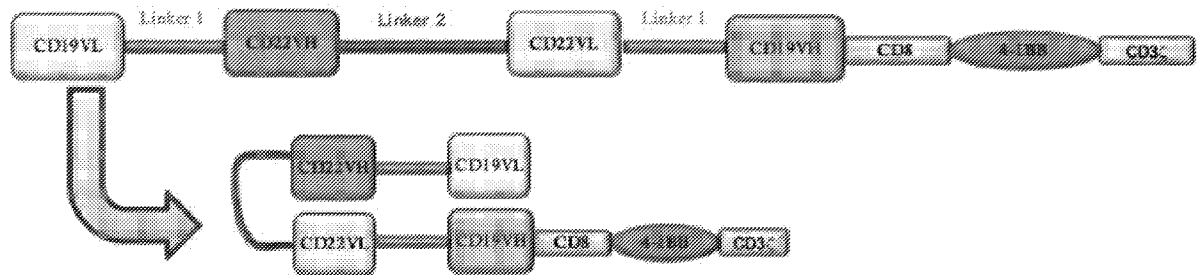 Linker 1 Linker 2 Linker 1
CD19VL CD22VH CD22VL CD19VH CD8 4-1BB CD3ζ
CD22VH CD19VL
CD22VL CD19VH CD8 4-1BB CD3ζ